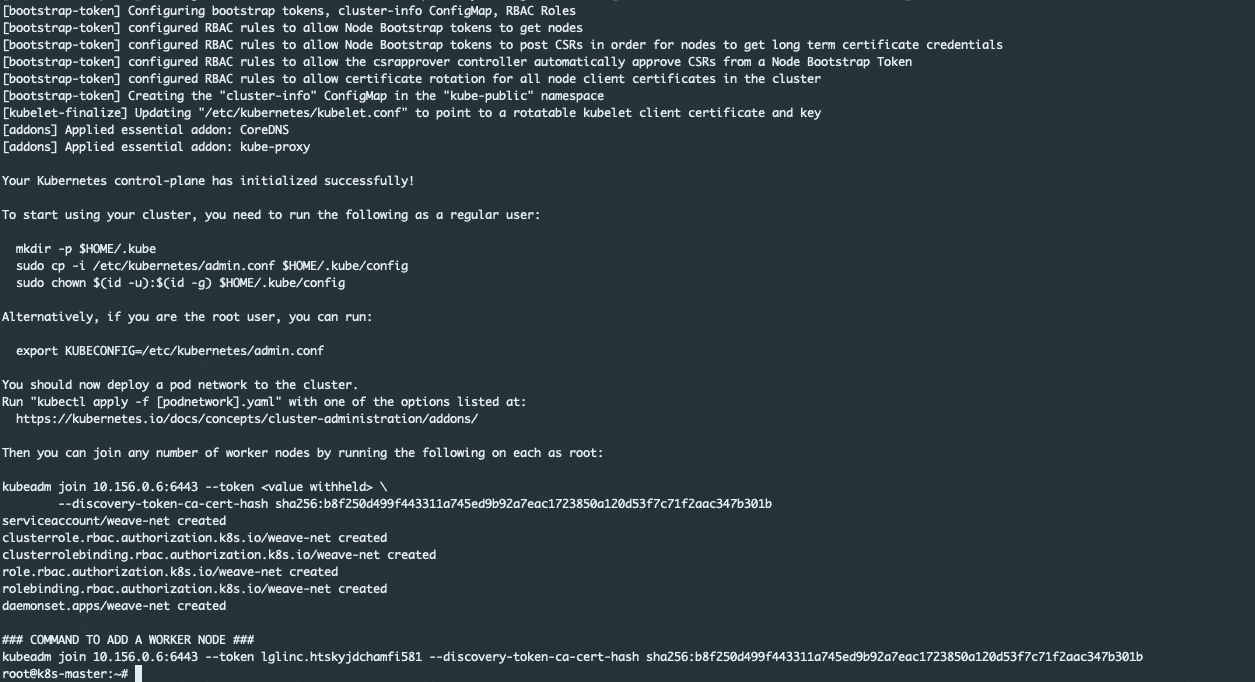 [bootstrap-token] Configuring bootstrap tokens, cluster-info ConfigMap, RBAC Roles
[bootstrap-token] configured RBAC rules to allow Node Bootstrap tokens to get nodes
[bootstrap-token] configured RBAC rules to allow Node Bootstrap tokens to post CSRs in order for nodes to get long term certificate credentials
[bootstrap-token] configured RBAC rules to allow the csrapprover controller automatically approve CSRs from a Node Bootstrap Token
[bootstrap-token] configured RBAC rules to allow certificate rotation for all node client certificates in the cluster
[bootstrap-token] Creating the "cluster-info" ConfigMap in the "kube-public" namespace
[kubelet-finalize] Updating "/etc/kubernetes/kubelet.conf" to point to a rotatable kubelet client certificate and key
[addons] Applied essential addon: CoreDNS
[addons] Applied essential addon: kube-proxy
Your Kubernetes control-plane has initialized successfully!
To start using your cluster, you need to run the following as a regular user:
mkdir -p $HOME/.kube
sudo cp -i /etc/kubernetes/admin.conf $HOME/.kube/config
sudo chown $(id -u):$(id -g) $HOME/.kube/config
Alternatively, if you are the root user, you can run:
export KUBECONFIG=/etc/kubernetes/admin.conf
You should now deploy a pod network to the cluster.
Run "kubectl apply -f [podnetwork].yaml" with one of the options listed at:
https://kubernetes.io/docs/concepts/cluster-administration/addons/
Then you can join any number of worker nodes by running the following on each as root:
kubeadm join 10.156.0.6:6443 --token <value withheld> \
--discovery-token-ca-cert-hash sha256:b8f250d499f443311a745ed9b92a7eac1723850a120d53f7c71f2aac347b301b
serviceaccount/weave-net created
clusterrole.rbac.authorization.k8s.io/weave-net created
clusterrolebinding.rbac.authorization.k8s.io/weave-net created
role.rbac.authorization.k8s.io/weave-net created
rolebinding.rbac.authorization.k8s.io/weave-net created
daemonset.apps/weave-net created
### COMMAND TO ADD A WORKER NODE ###
kubeadm join 10.156.0.6:6443 --token lglinc.htskyjdchamfi581 --discovery-token-ca-cert-hash sha256:b8f250d499f443311a745ed9b92a7eac1723850a120d53f7c71f2aac347b301b
root@k8s-master:~#